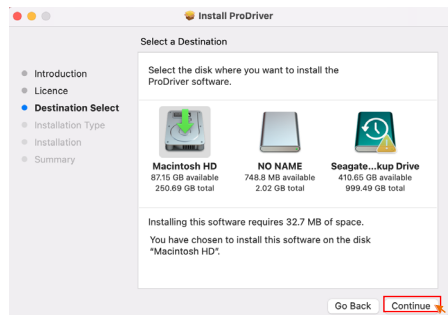 Install ProDriver
Select a Destination
Introduction
Licence
Destination Select
Installation Type
Installation
Summary
Select the disk where you want to install the
ProDriver software.
Macintosh HD
87.15 GB available
250.69 GB total
NO NAME
748.8 MB available
2.02 GB total
Seagate...kup Drive
410.65 GB available
999.49 GB total
Installing this software requires 32.7 MB of space.
You have chosen to install this software on the disk
“Macintosh HD”.
Go Back
Continue